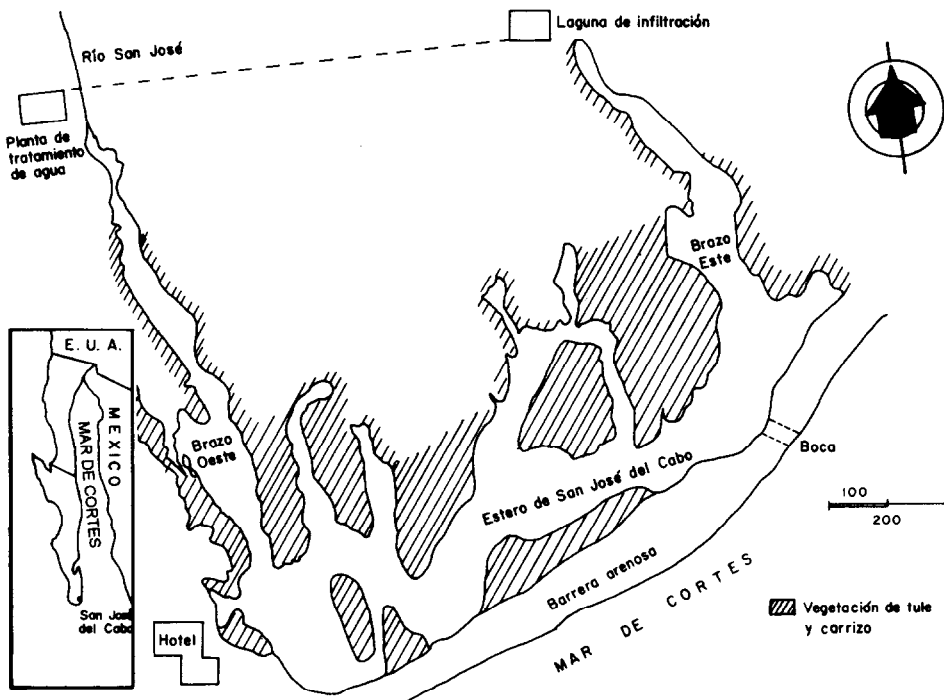 Laguna de infiltración
Río San José
Planta de
tratamiento
de agua
Brazo
Este
E. U. A.
MEXICO
MAR DE CORTES
San José
del Cabo
Brazo
Oeste
Boca
Estero de San José del Cabo
100
200
Barrera arenosa
MAR DE CORTES
Vegetación de tule
y carrizo
Hotel